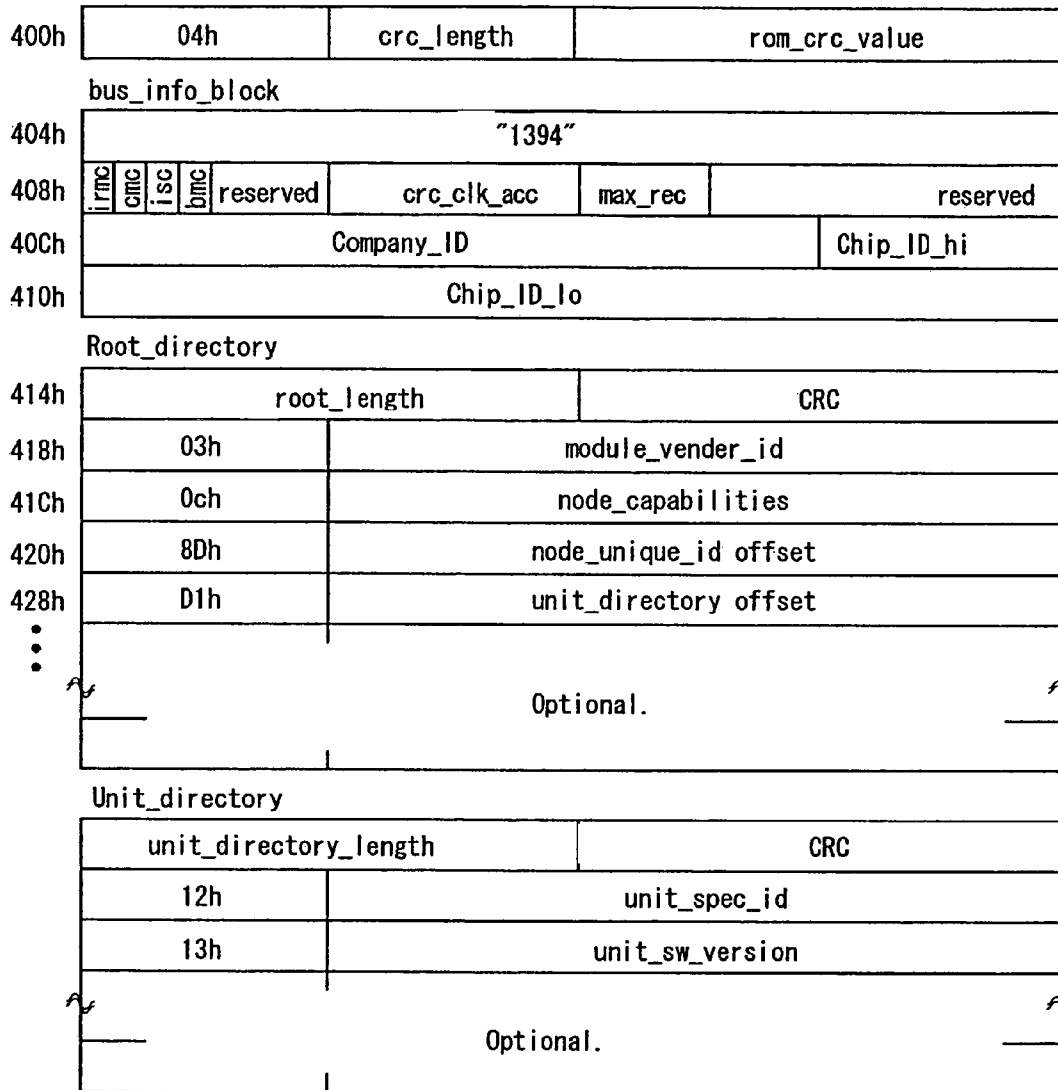 400h 04h crc_length rom_crc_value
bus_info_block
404h "1394"
408h irmc cmc isc bmc reserved crc_clk_acc max_rec reserved
40Ch Company_ID Chip_ID_hi
410h Chip_ID_lo
Root_directory
414h root_length CRC
418h 03h module_vender_id
41Ch 0ch node_capabilities
420h 8Dh node_unique_id offset
428h D1h unit_directory offset
Optional.
Unit_directory
unit_directory_length CRC
12h unit_spec_id
13h unit_sw_version
Optional.